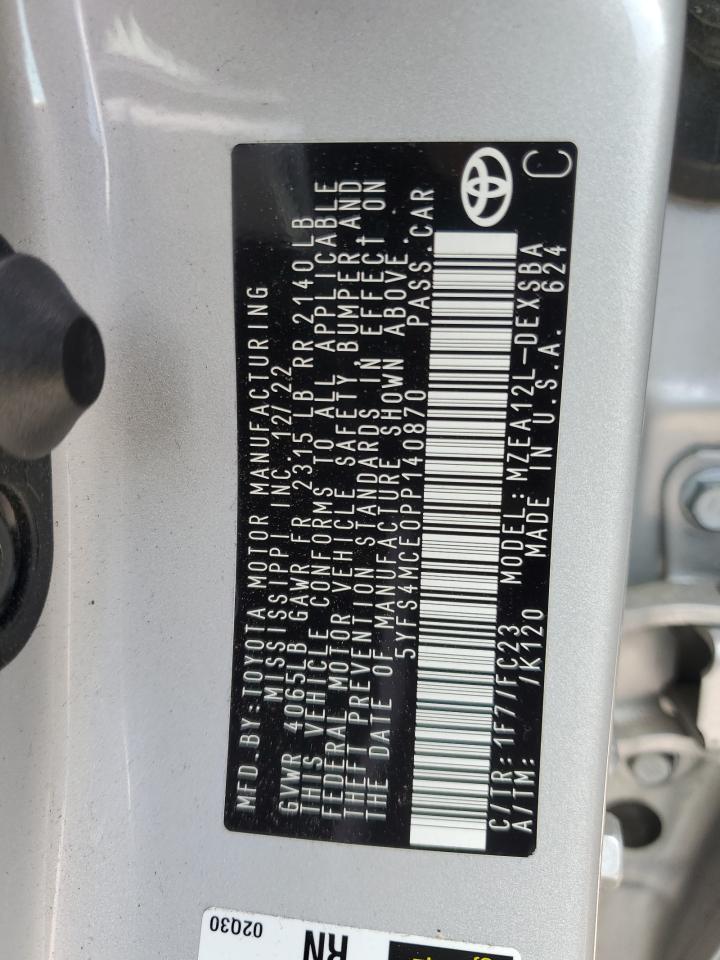 MFD.BY:TOYOTA MOTOR MANUFACTURING
MISSISSIPPI INC. 12/22
GVWR 4065LB GAWR FR 2315 LB RR 2140 LB
THIS VEHICLE CONFORMS TO ALL APPLICABLE
FEDERAL MOTOR VEHICLE SAFETY, BUMPER AND
THEFT PREVENTION STANDARDS IN EFFECT ON
THE DATE OF MANUFACTURE SHOWN ABOVE.
5YFS4MCE0PP140870 PASS.CAR
C/TR: 1F7/FC23 MODEL: MZEA12L-DEXSBA
A/TM: /K120 MADE IN U.S.A. 624
C
02Q30
RN